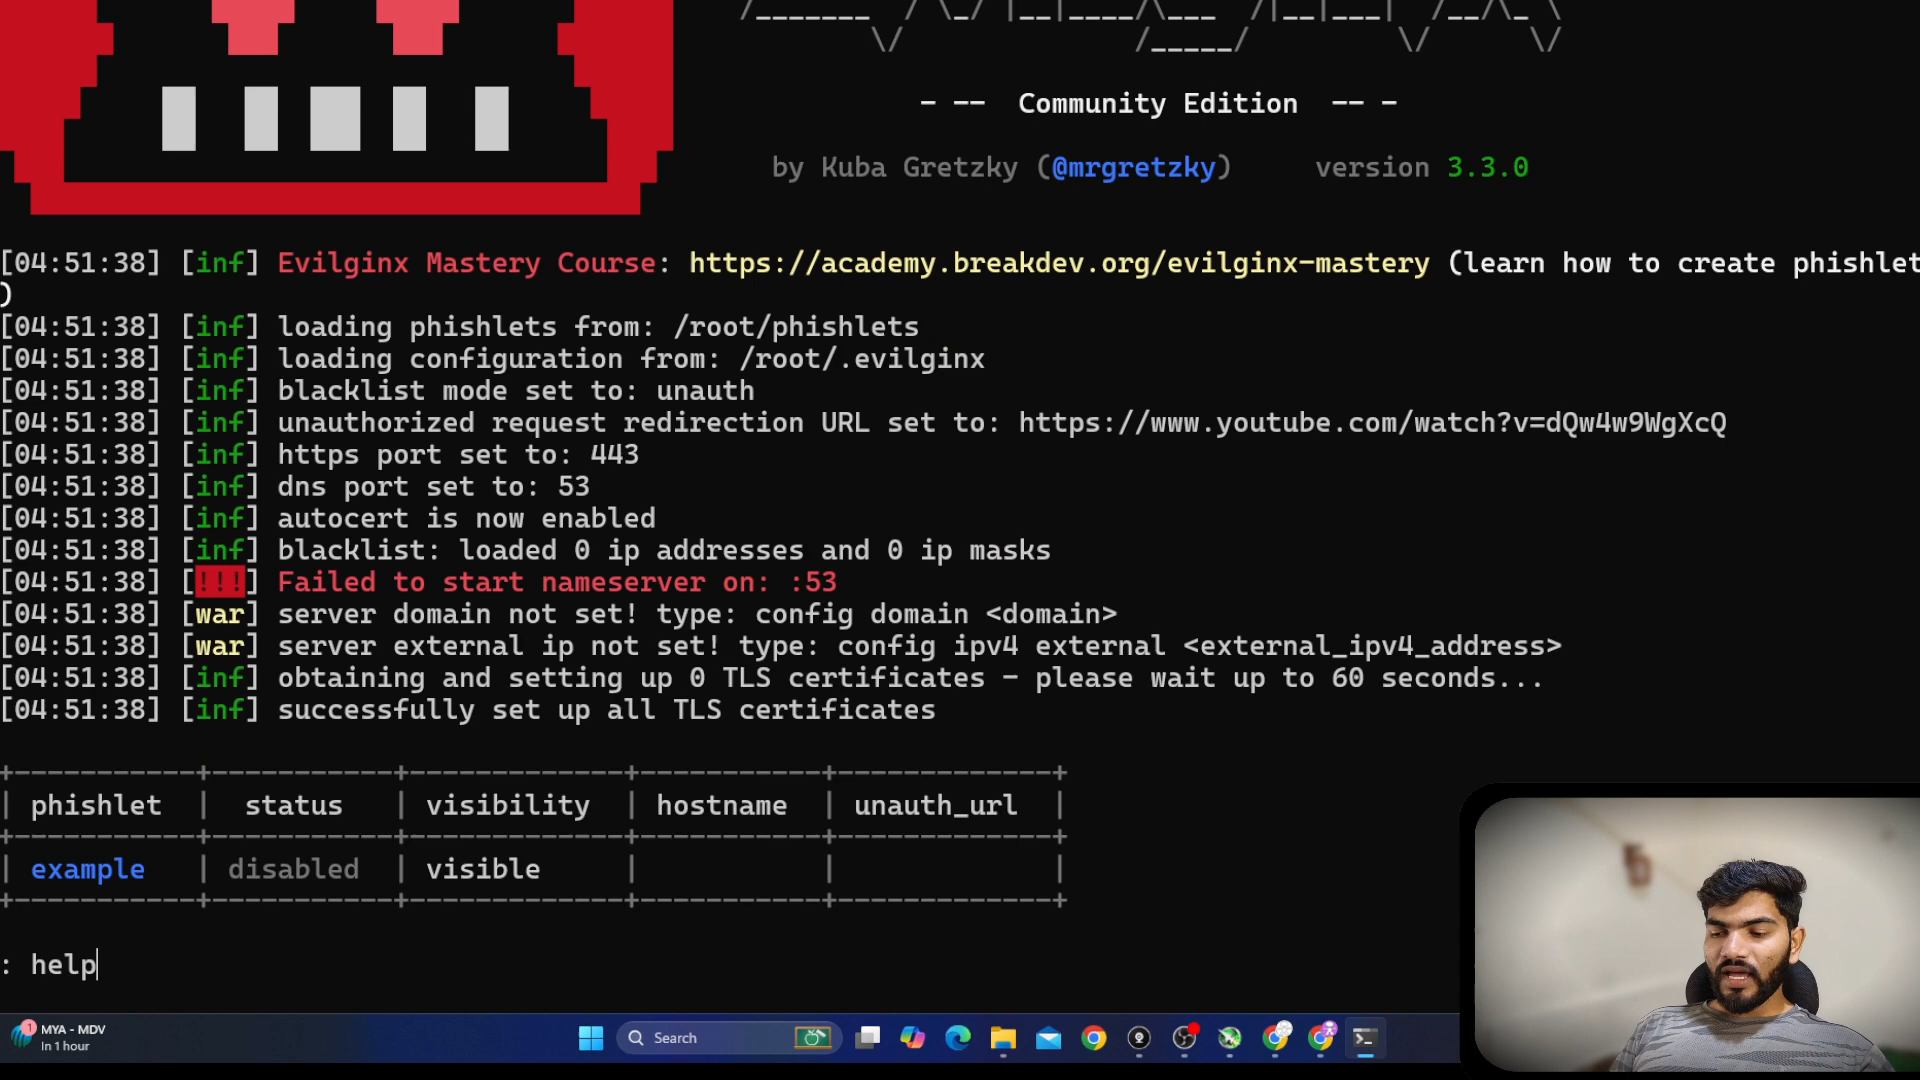 - -- Community Edition -- -
by Kuba Gretzky (@mrgretzky) version 3.3.0
[04:51:38] [inf] Evilginx Mastery Course: https://academy.breakdev.org/evilginx-mastery (learn how to create phishlet
)
[04:51:38] [inf] loading phishlets from: /root/phishlets
[04:51:38] [inf] loading configuration from: /root/.evilginx
[04:51:38] [inf] blacklist mode set to: unauth
[04:51:38] [inf] unauthorized request redirection URL set to: https://www.youtube.com/watch?v=dQw4w9WgXcQ
[04:51:38] [inf] https port set to: 443
[04:51:38] [inf] dns port set to: 53
[04:51:38] [inf] autocert is now enabled
[04:51:38] [inf] blacklist: loaded 0 ip addresses and 0 ip masks
[04:51:38] [!!!] Failed to start nameserver on: :53
[04:51:38] [war] server domain not set! type: config domain <domain>
[04:51:38] [war] server external ip not set! type: config ipv4 external <external_ipv4_address>
[04:51:38] [inf] obtaining and setting up 0 TLS certificates - please wait up to 60 seconds...
[04:51:38] [inf] successfully set up all TLS certificates
| phishlet | status | visibility | hostname | unauth_url |
| example | disabled | visible | | |
: help
1
MYA - MDV
In 1 hour
Search